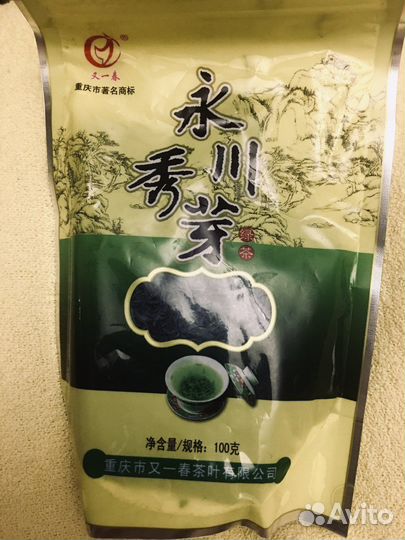 ®
又一春
重庆市著名商标
永川
秀芽
绿茶
净含量/规格：100克
重庆市又一春茶叶有限公司
Avito